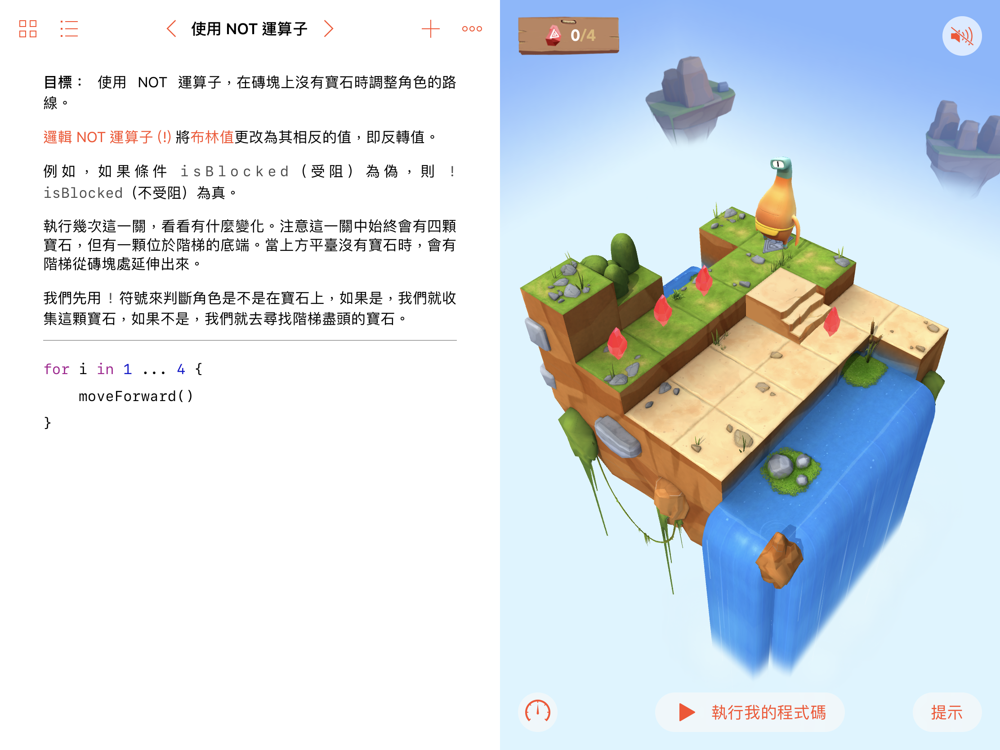 使用 NOT 運算子
0/4
目標： 使用 NOT 運算子，在磚塊上沒有寶石時調整角色的路
線。
邏輯 NOT 運算子 (!) 將布林值更改為其相反的值，即反轉值。
例如，如果條件 isBlocked（受阻）為偽，則 !
isBlocked（不受阻）為真。
執行幾次這一關，看看有什麼變化。注意這一關中始終會有四顆
寶石，但有一顆位於階梯的底端。當上方平臺沒有寶石時，會有
階梯從磚塊處延伸出來。
我們先用 ! 符號來判斷角色是不是在寶石上，如果是，我們就收
集這顆寶石，如果不是，我們就去尋找階梯盡頭的寶石。
for i in 1 ... 4 {
    moveForward()
}
執行我的程式碼
提示